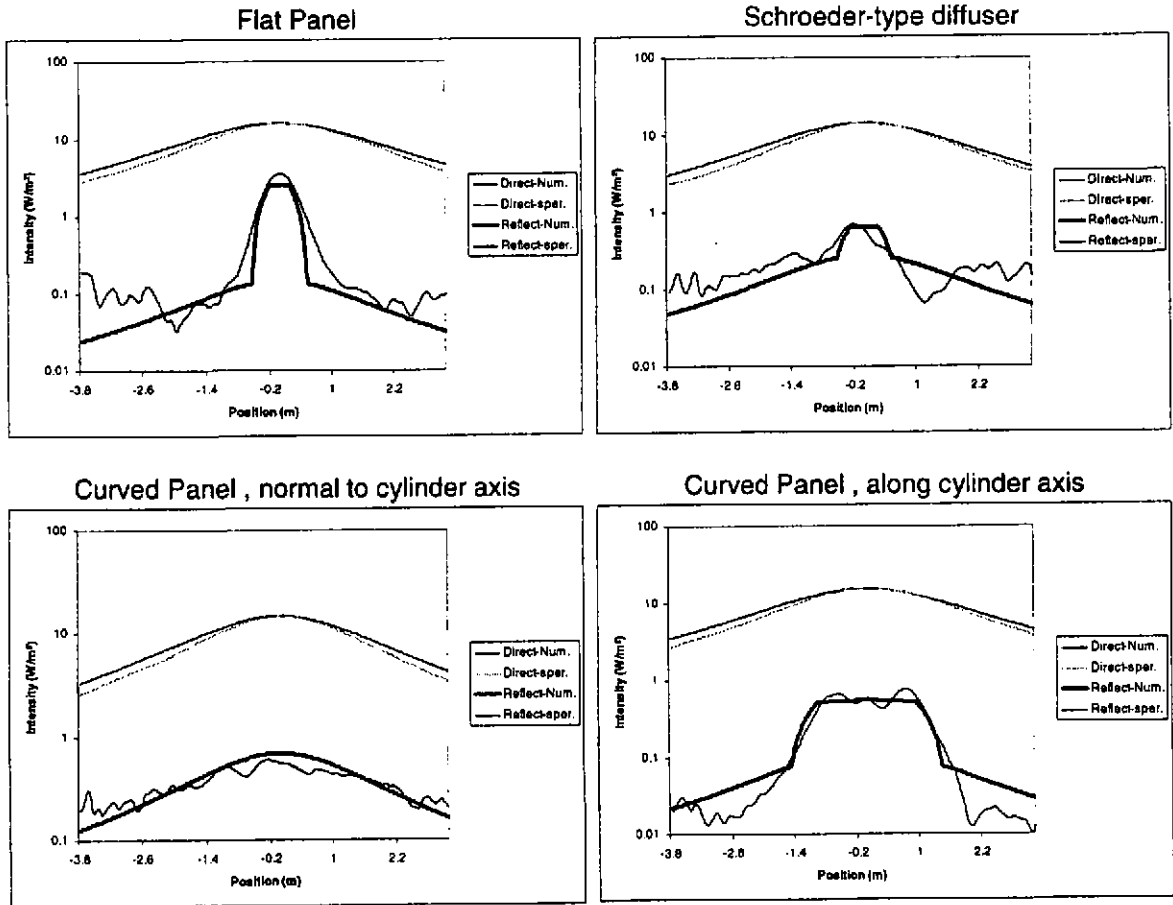 Flat Panel
Intensity (W/m²)
100
10
1
0.1
0.01
-3.8 -2.6 -1.4 -0.2 1 2.2
Position (m)
Direct-Num.
Direct-sper.
Reflect-Num.
Reflect-sper.
Schroeder-type diffuser
Intensity (W/m²)
100
10
1
0.1
0.01
-3.8 -2.6 -1.4 -0.2 1 2.2
Position (m)
Direct-Num.
Direct-sper.
Reflect-Num.
Reflect-sper.
Curved Panel , normal to cylinder axis
Intensity (W/m²)
100
10
1
0.1
-3.8 -2.6 -1.4 -0.2 1 2.2
Position (m)
Direct-Num.
Direct-sper.
Reflect-Num.
Reflect-sper.
Curved Panel , along cylinder axis
Intensity (W/m²)
100
10
1
0.1
0.01
-3.8 -2.6 -1.4 -0.2 1 2.2
Position (m)
Direct-Num.
Direct-sper.
Reflect-Num.
Reflect-sper.